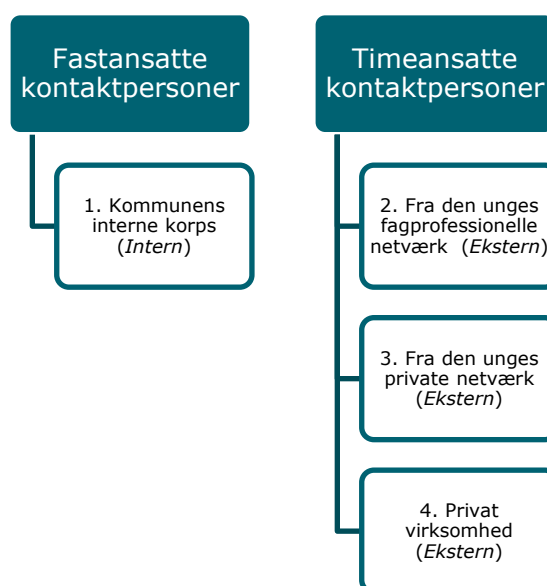 Fastansatte
kontaktpersoner
1. Kommunens
interne korps
(Intern)
Timeansatte
kontaktpersoner
2. Fra den unges
fagprofessionelle
netværk (Ekstern)
3. Fra den unges
private netværk
(Ekstern)
4. Privat
virksomhed
(Ekstern)